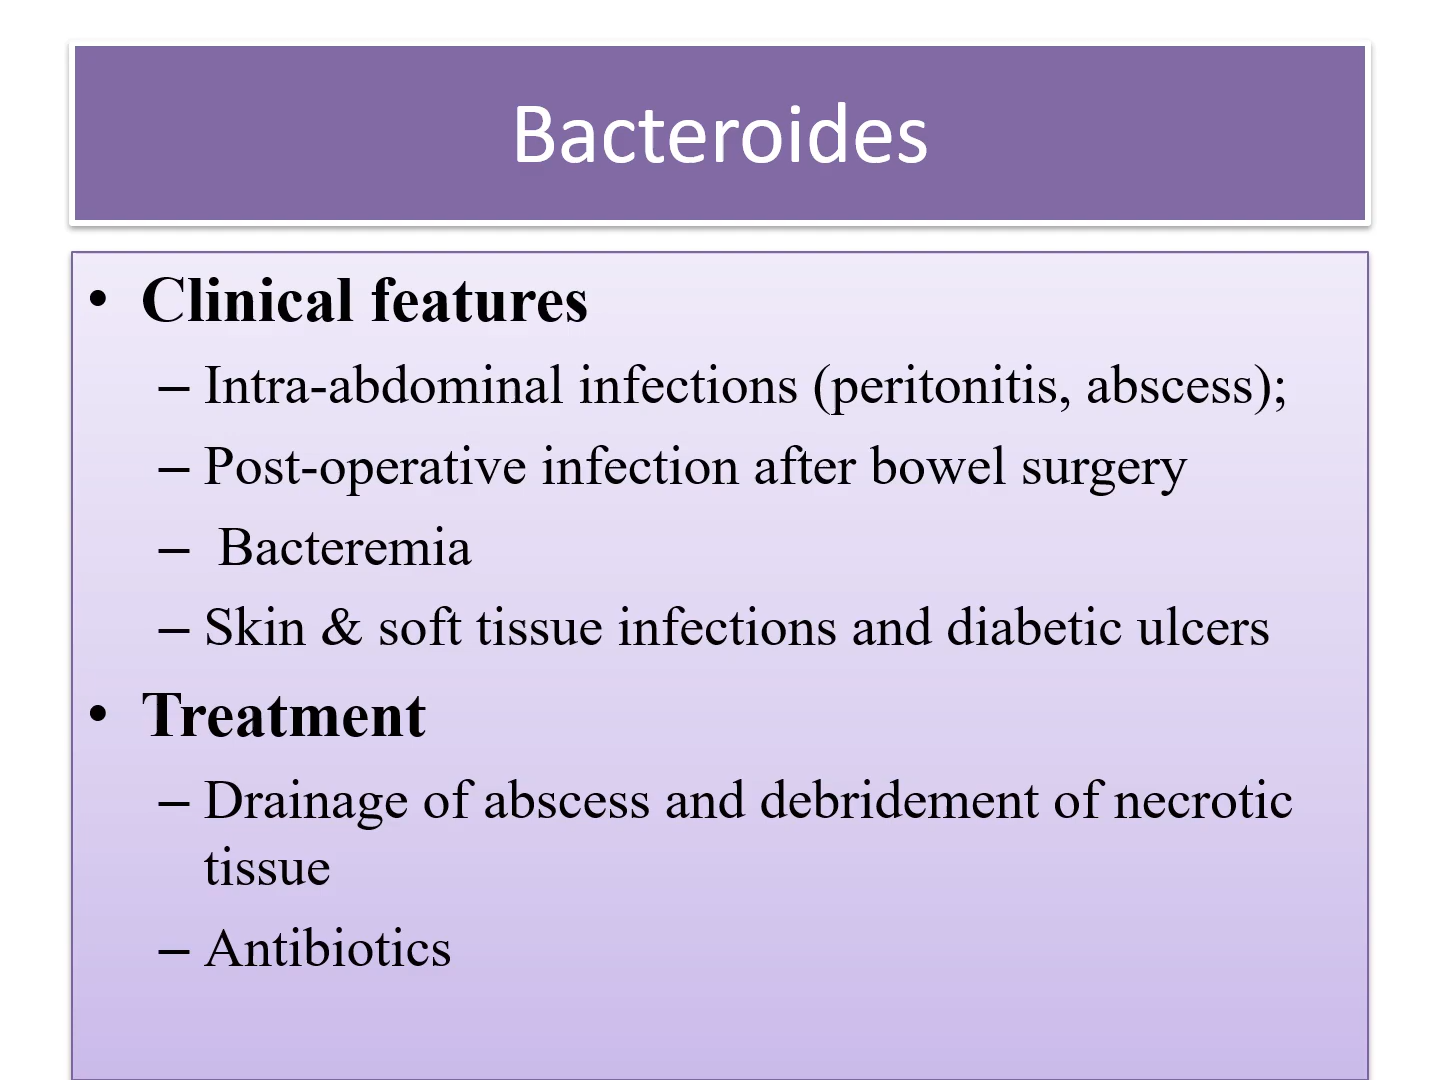 Bacteroides
• Clinical features
– Intra-abdominal infections (peritonitis, abscess);
– Post-operative infection after bowel surgery
– Bacteremia
– Skin & soft tissue infections and diabetic ulcers
• Treatment
– Drainage of abscess and debridement of necrotic
tissue
– Antibiotics